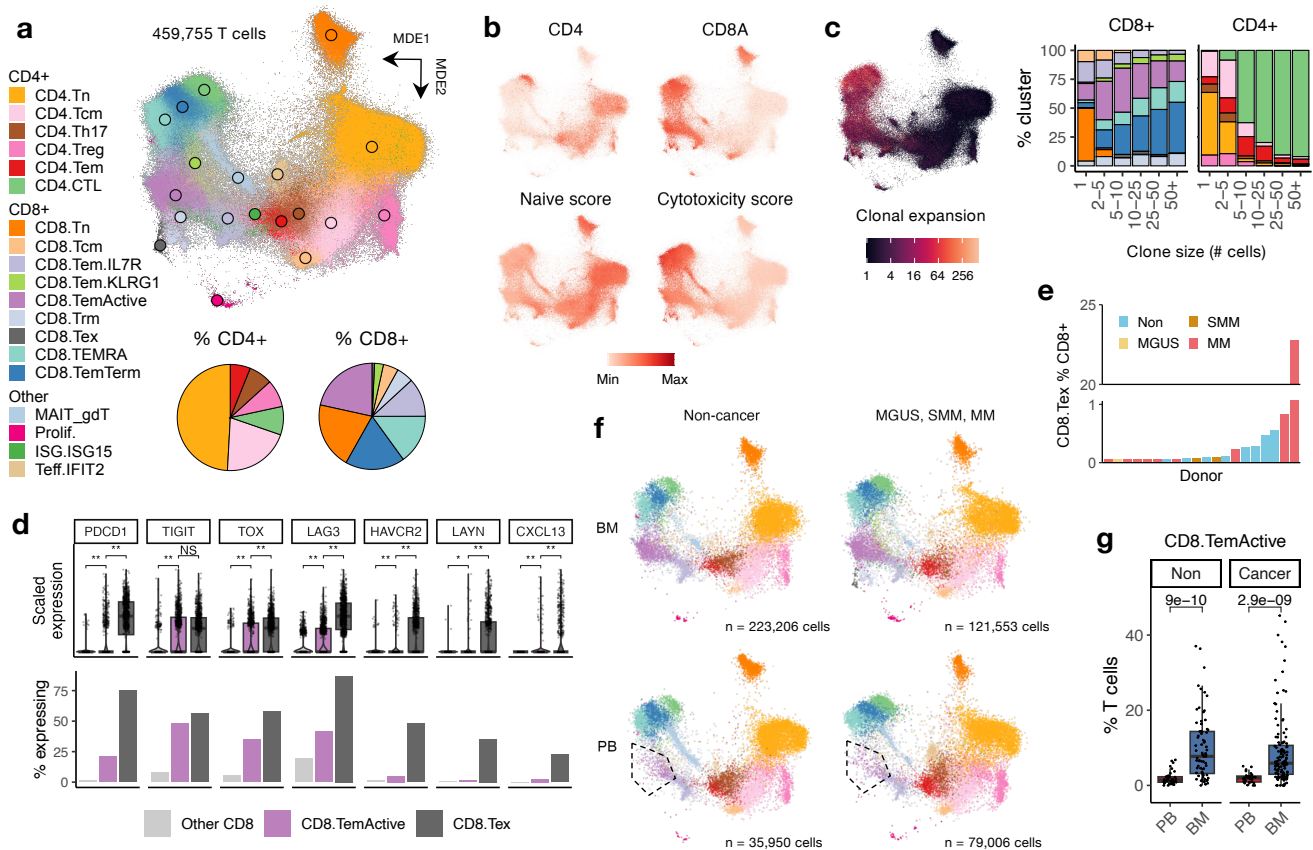 a
459,755 T cells
MDE1
MDE2
CD4+
CD4.Tn
CD4.Tcm
CD4.Th17
CD4.Treg
CD4.Tem
CD4.CTL
CD8+
CD8.Tn
CD8.Tcm
CD8.Tem.IL7R
CD8.Tem.KLRG1
CD8.TemActive
CD8.Trm
CD8.Tex
CD8.TEMRA
CD8.TemTerm
Other
MAIT_gdT
Prolif.
ISG.ISG15
Teff.IFIT2
% CD4+
% CD8+
b
CD4
CD8A
Naive score
Cytotoxicity score
Min
Max
c
Clonal expansion
1 4 16 64 256
CD8+
CD4+
% cluster
100
75
50
25
0
1
2−5
5−10
10−25
25−50
50+
1
2−5
5−10
10−25
25−50
50+
Clone size (# cells)
d
PDCD1 TIGIT TOX LAG3 HAVCR2 LAYN CXCL13
** **
** NS
** **
** **
** **
* **
** **
Scaled
expression
% expressing
75
50
25
0
Other CD8
CD8.TemActive
CD8.Tex
e
CD8.Tex % CD8+
25
20
1
0
Non
SMM
MGUS
MM
Donor
f
Non-cancer
MGUS, SMM, MM
BM
n = 223,206 cells
n = 121,553 cells
PB
n = 35,950 cells
n = 79,006 cells
g
CD8.TemActive
Non
Cancer
9e−10
2.9e−09
% T cells
40
20
0
PB
BM
PB
BM